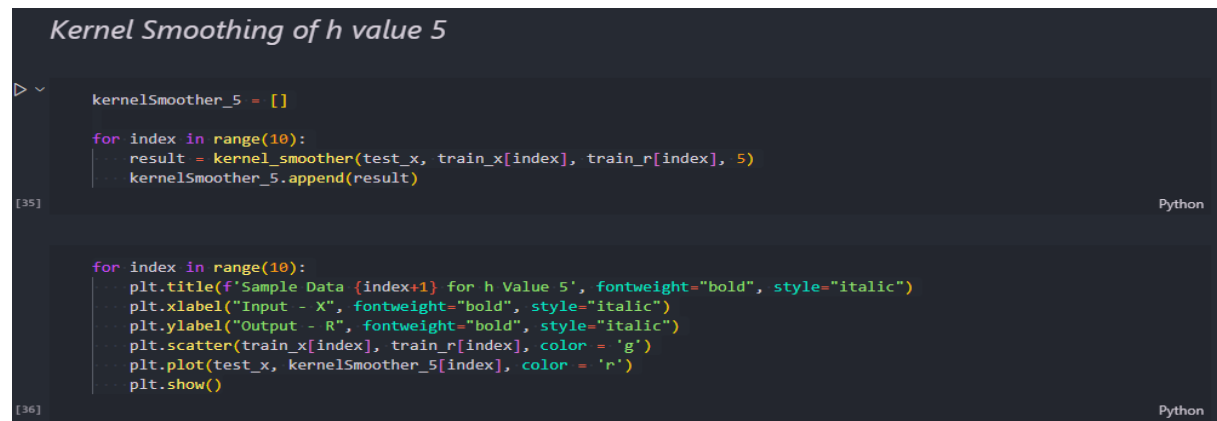 Kernel Smoothing of h value 5
kernelSmoother_5 = []
for index in range(10):
    result = kernel_smoother(test_x, train_x[index], train_r[index], 5)
    kernelSmoother_5.append(result)
[35]
Python
for index in range(10):
    plt.title(f'Sample Data {index+1} for h Value 5', fontweight="bold", style="italic")
    plt.xlabel("Input - X", fontweight="bold", style="italic")
    plt.ylabel("Output - R", fontweight="bold", style="italic")
    plt.scatter(train_x[index], train_r[index], color = 'g')
    plt.plot(test_x, kernelSmoother_5[index], color = 'r')
    plt.show()
[36]
Python